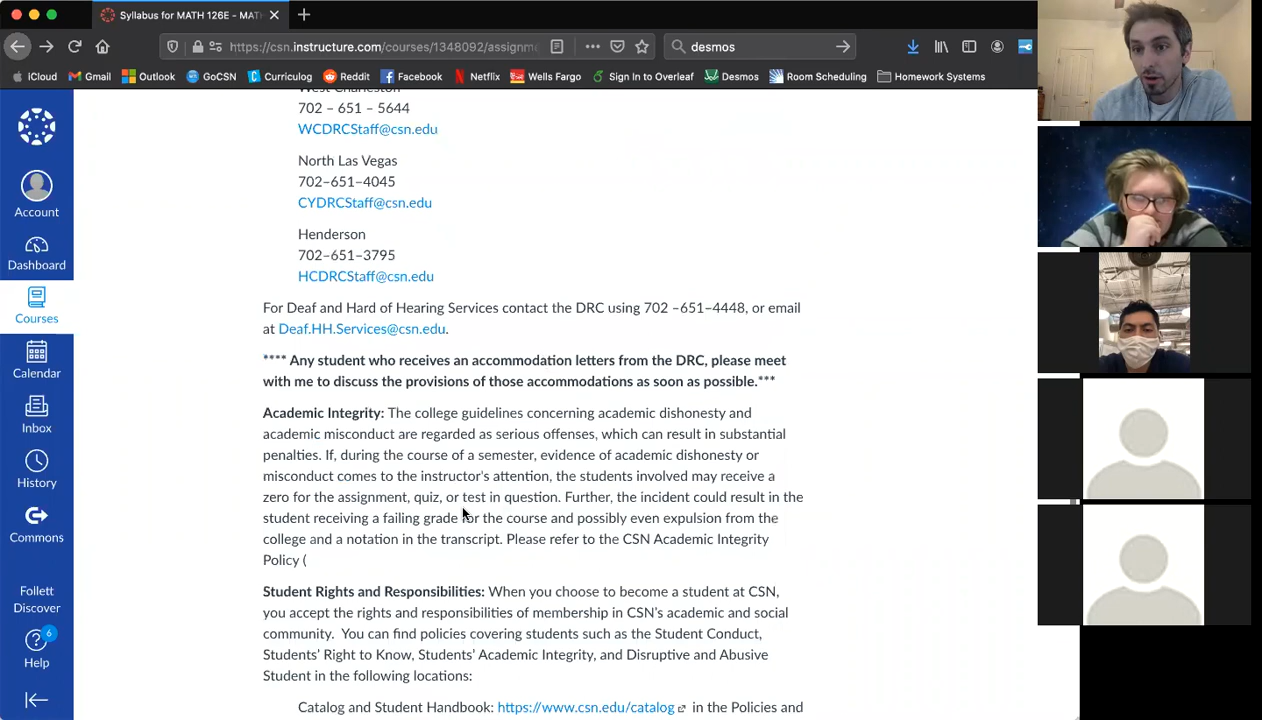 Syllabus for MATH 126E - MAT
https://csn.instructure.com/courses/1348092/assignm
desmos
iCloud
Gmail
Outlook
GoCSN
Curriculog
Reddit
Facebook
Netflix
Wells Fargo
Sign In to Overleaf
Desmos
Room Scheduling
Homework Systems
Account
Dashboard
Courses
Calendar
Inbox
History
Commons
Follett
Discover
6
Help
West Charleston
702 – 651 – 5644
WCDRCStaff@csn.edu
North Las Vegas
702–651–4045
CYDRCStaff@csn.edu
Henderson
702–651–3795
HCDRCStaff@csn.edu
For Deaf and Hard of Hearing Services contact the DRC using 702 –651–4448, or email
at Deaf.HH.Services@csn.edu.
**** Any student who receives an accommodation letters from the DRC, please meet
with me to discuss the provisions of those accommodations as soon as possible.***
Academic Integrity: The college guidelines concerning academic dishonesty and
academic misconduct are regarded as serious offenses, which can result in substantial
penalties. If, during the course of a semester, evidence of academic dishonesty or
misconduct comes to the instructor's attention, the students involved may receive a
zero for the assignment, quiz, or test in question. Further, the incident could result in the
student receiving a failing grade for the course and possibly even expulsion from the
college and a notation in the transcript. Please refer to the CSN Academic Integrity
Policy (
Student Rights and Responsibilities: When you choose to become a student at CSN,
you accept the rights and responsibilities of membership in CSN's academic and social
community. You can find policies covering students such as the Student Conduct,
Students' Right to Know, Students' Academic Integrity, and Disruptive and Abusive
Student in the following locations:
Catalog and Student Handbook: https://www.csn.edu/catalog in the Policies and